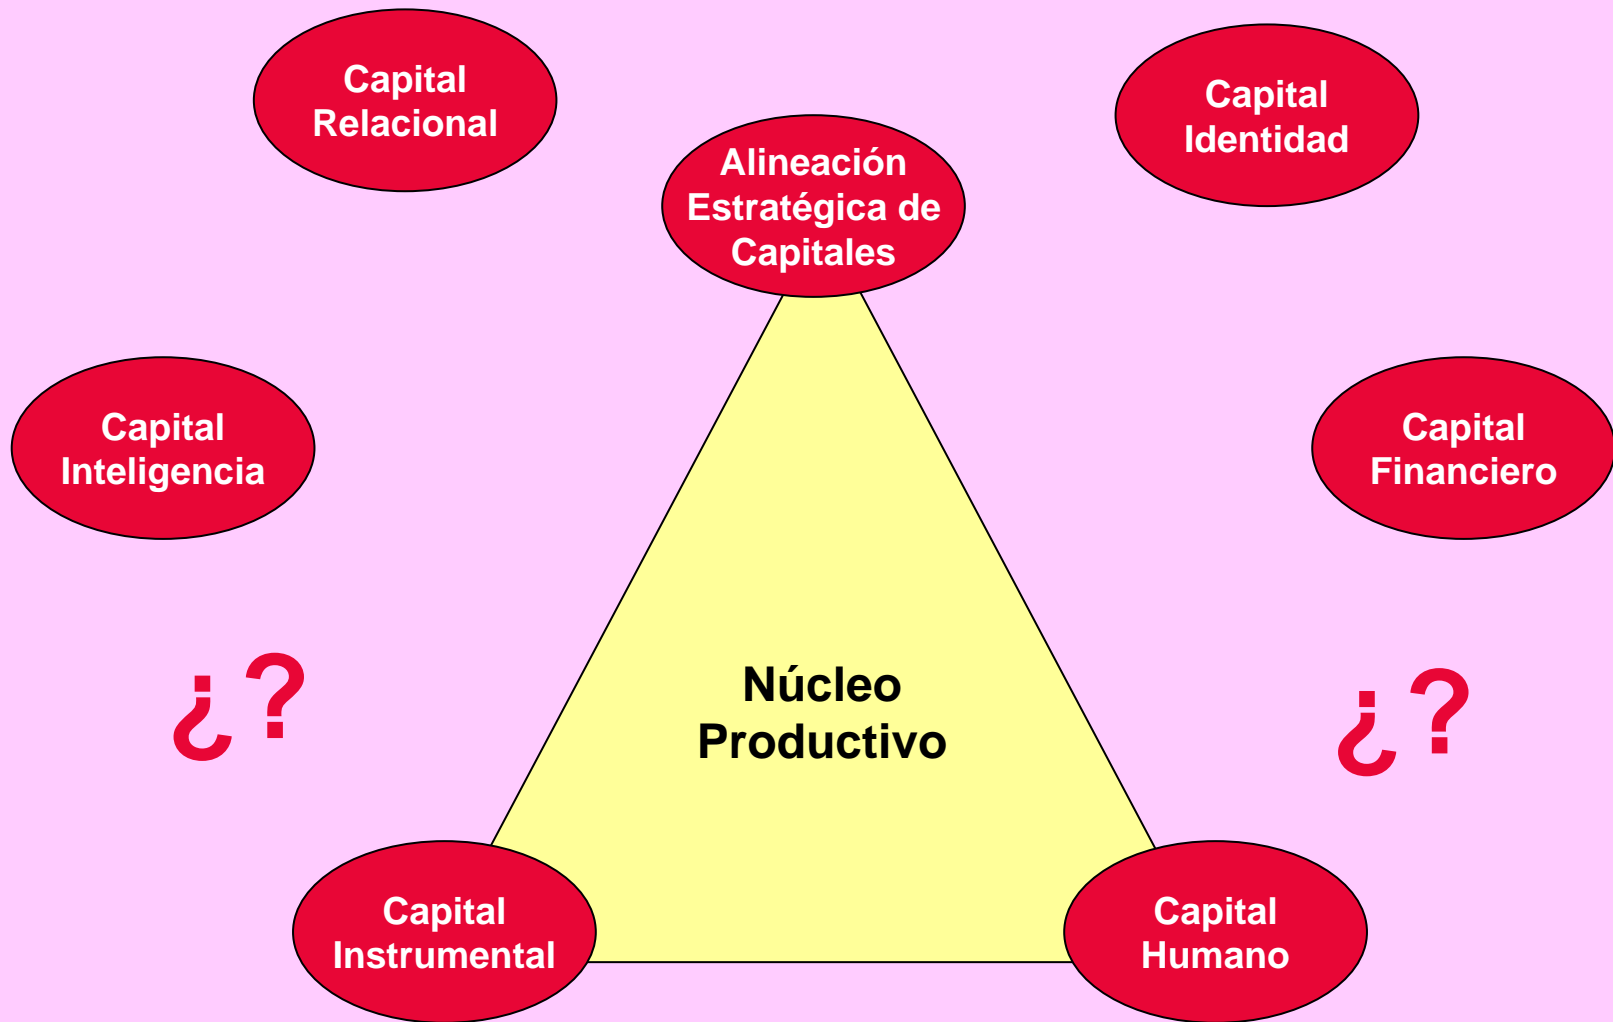 Capital
Relacional
Capital
Identidad
Alineación
Estratégica de
Capitales
Capital
Inteligencia
Capital
Financiero
¿?
¿?
Núcleo
Productivo
Capital
Instrumental
Capital
Humano